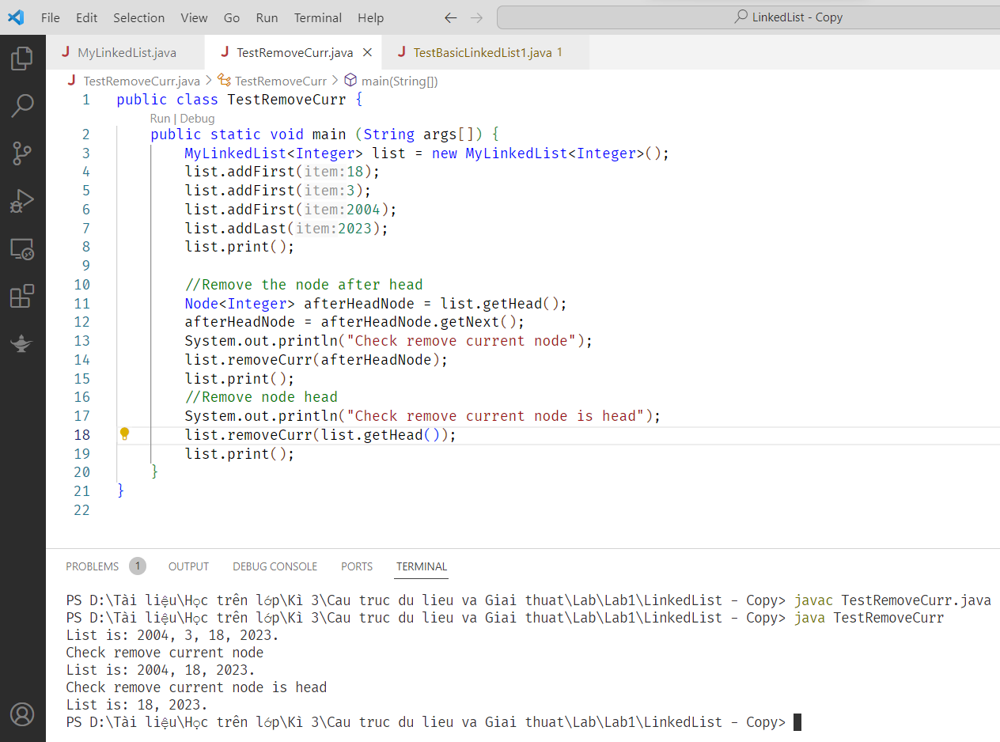 File Edit Selection View Go Run Terminal Help LinkedList - Copy
J MyLinkedList.java J TestRemoveCurr.java J TestBasicLinkedList1.java 1
J TestRemoveCurr.java > TestRemoveCurr > main(String[])
1 public class TestRemoveCurr {
Run | Debug
2 public static void main (String args[]) {
3 MyLinkedList<Integer> list = new MyLinkedList<Integer>();
4 list.addFirst(item:18);
5 list.addFirst(item:3);
6 list.addFirst(item:2004);
7 list.addLast(item:2023);
8 list.print();
9
10 //Remove the node after head
11 Node<Integer> afterHeadNode = list.getHead();
12 afterHeadNode = afterHeadNode.getNext();
13 System.out.println("Check remove current node");
14 list.removeCurr(afterHeadNode);
15 list.print();
16 //Remove node head
17 System.out.println("Check remove current node is head");
18 list.removeCurr(list.getHead());
19 list.print();
20 }
21 }
22
PROBLEMS 1 OUTPUT DEBUG CONSOLE PORTS TERMINAL
PS D:\Tài liệu\Học trên lớp\Kì 3\Cau truc du lieu va Giai thuat\Lab\Lab1\LinkedList - Copy> javac TestRemoveCurr.java
PS D:\Tài liệu\Học trên lớp\Kì 3\Cau truc du lieu va Giai thuat\Lab\Lab1\LinkedList - Copy> java TestRemoveCurr
List is: 2004, 3, 18, 2023.
Check remove current node
List is: 2004, 18, 2023.
Check remove current node is head
List is: 18, 2023.
PS D:\Tài liệu\Học trên lớp\Kì 3\Cau truc du lieu va Giai thuat\Lab\Lab1\LinkedList - Copy>